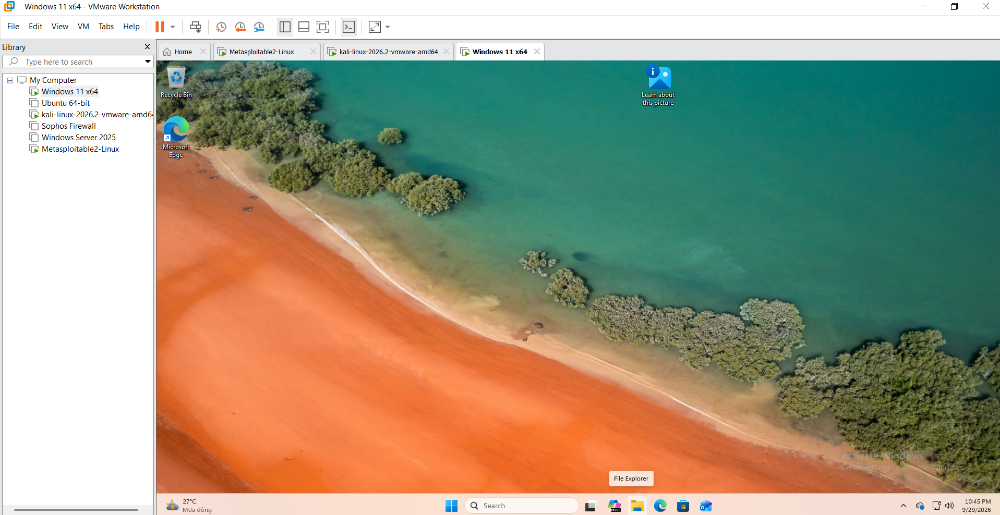 Windows 11 x64 - VMware Workstation
File Edit View VM Tabs Help
Library
Type here to search
My Computer
Windows 11 x64
Ubuntu 64-bit
kali-linux-2026.2-vmware-amd6
Sophos Firewall
Windows Server 2025
Metasploitable2-Linux
Home
Metasploitable2-Linux
kali-linux-2026.2-vmware-amd64
Windows 11 x64
Recycle Bin
Microsoft
Edge
Learn about
this picture
Activate Windows
Go to Settings to activate Windows.
File Explorer
27°C
Mưa dông
Search
M365
10:45 PM
9/29/2026